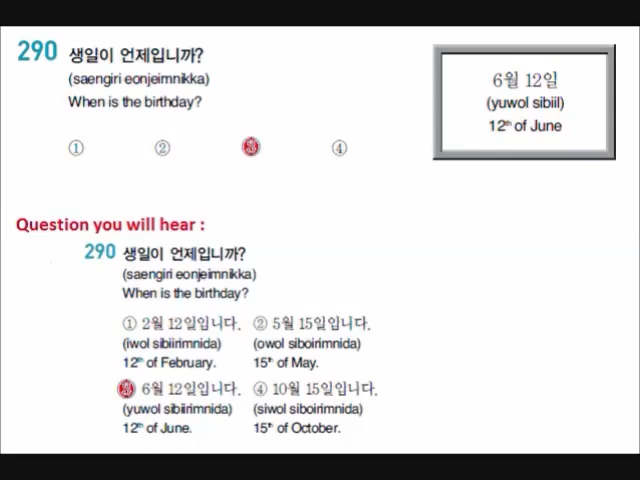 290 생일이 언제입니까?
(saengiri eonjeimnikka)
When is the birthday?
6월 12일
(yuwol sibiil)
12th of June
① ② ③ ④
Question you will hear :
290 생일이 언제입니까?
(saengiri eonjeimnikka)
When is the birthday?
① 2월 12일입니다. ② 5월 15일입니다.
(iwol sibiirimnida) (owol siboirimnida)
12th of February. 15th of May.
③ 6월 12일입니다. ④ 10월 15일입니다.
(yuwol sibiirimnida) (siwol siboirimnida)
12th of June. 15th of October.